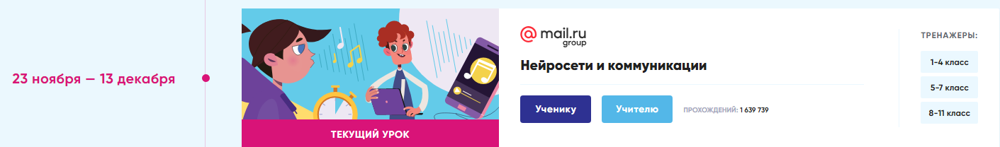 23 ноября — 13 декабря
ТЕКУЩИЙ УРОК
@mail.ru
group
Нейросети и коммуникации
Ученику
Учителю
ПРОХОЖДЕНИЙ: 1 639 739
ТРЕНАЖЕРЫ:
1-4 класс
5-7 класс
8-11 класс